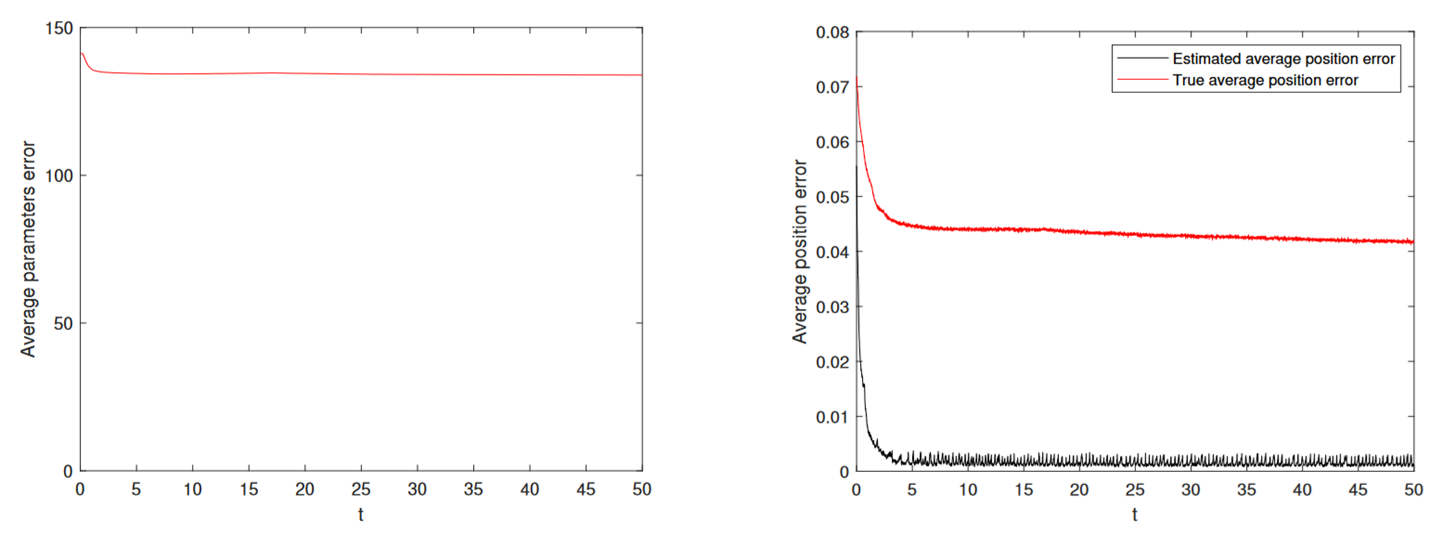 150
100
50
0
0 5 10 15 20 25 30 35 40 45 50
Average parameters error
t
0.08
0.07
0.06
0.05
0.04
0.03
0.02
0.01
0
0 5 10 15 20 25 30 35 40 45 50
Average position error
t
Estimated average position error
True average position error